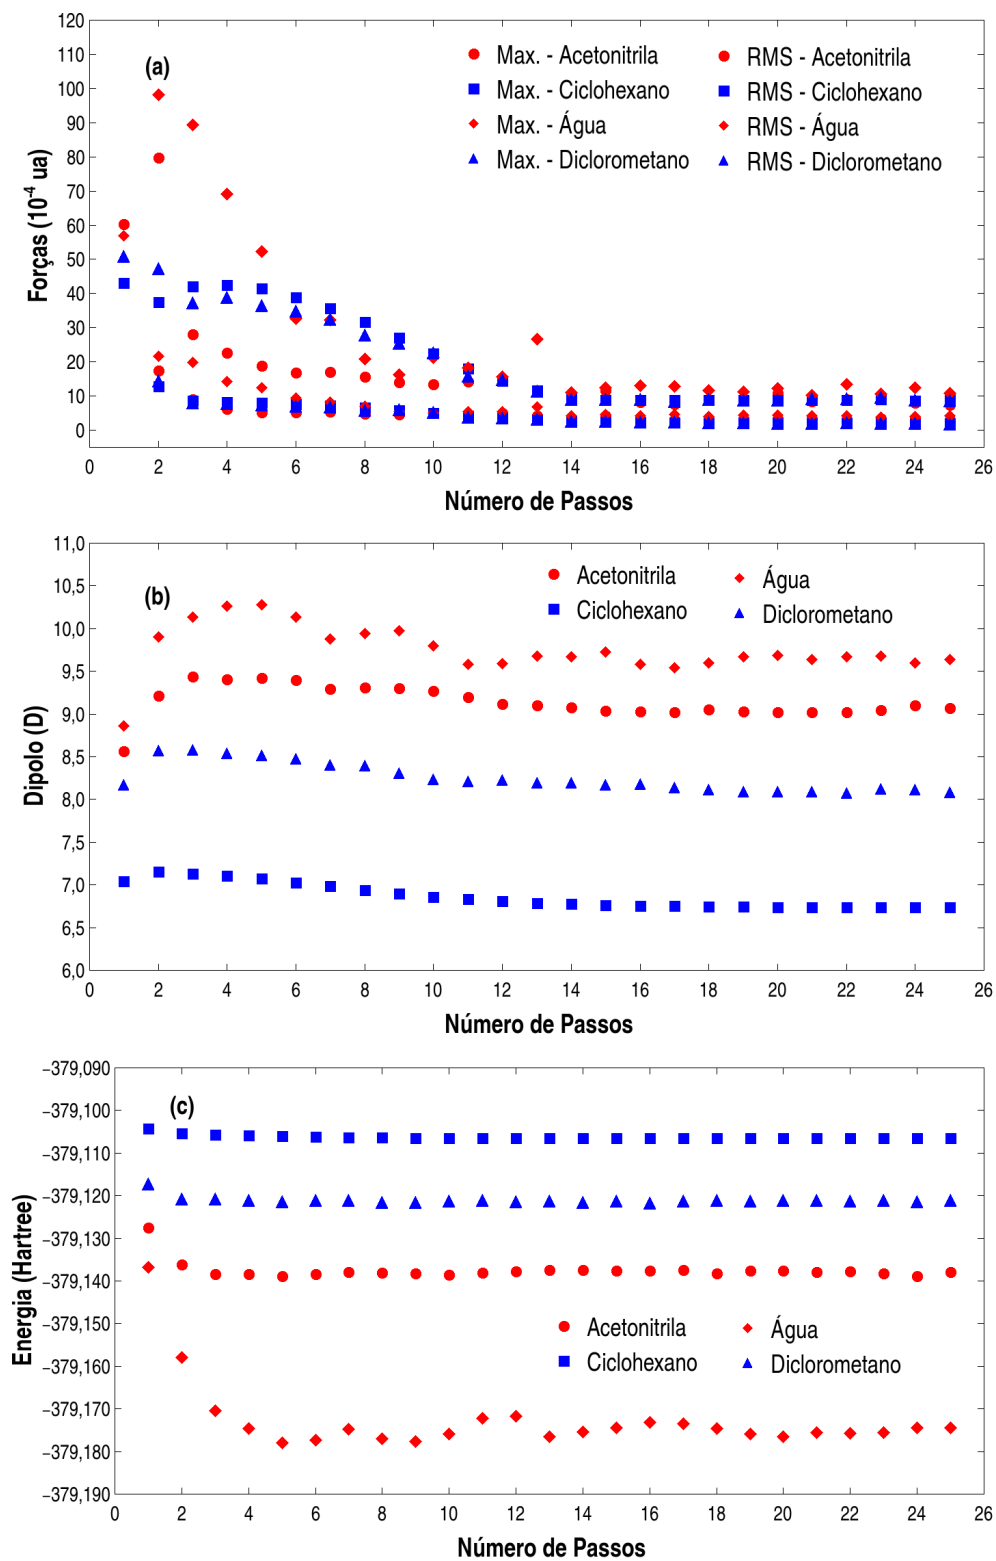 120
110
100
90
80
70
60
50
40
30
20
10
0
Forças (10⁻⁴ ua)
(a)
Max. - Acetonitrila RMS - Acetonitrila
Max. - Ciclohexano RMS - Ciclohexano
Max. - Água RMS - Água
Max. - Diclorometano RMS - Diclorometano
0 2 4 6 8 10 12 14 16 18 20 22 24 26
Número de Passos
11,0
10,5
10,0
9,5
9,0
8,5
8,0
7,5
7,0
6,5
6,0
Dipolo (D)
(b)
Acetonitrila Água
Ciclohexano Diclorometano
0 2 4 6 8 10 12 14 16 18 20 22 24 26
Número de Passos
−379,090
−379,100
−379,110
−379,120
−379,130
−379,140
−379,150
−379,160
−379,170
−379,180
−379,190
Energia (Hartree)
(c)
Acetonitrila Água
Ciclohexano Diclorometano
0 2 4 6 8 10 12 14 16 18 20 22 24 26
Número de Passos